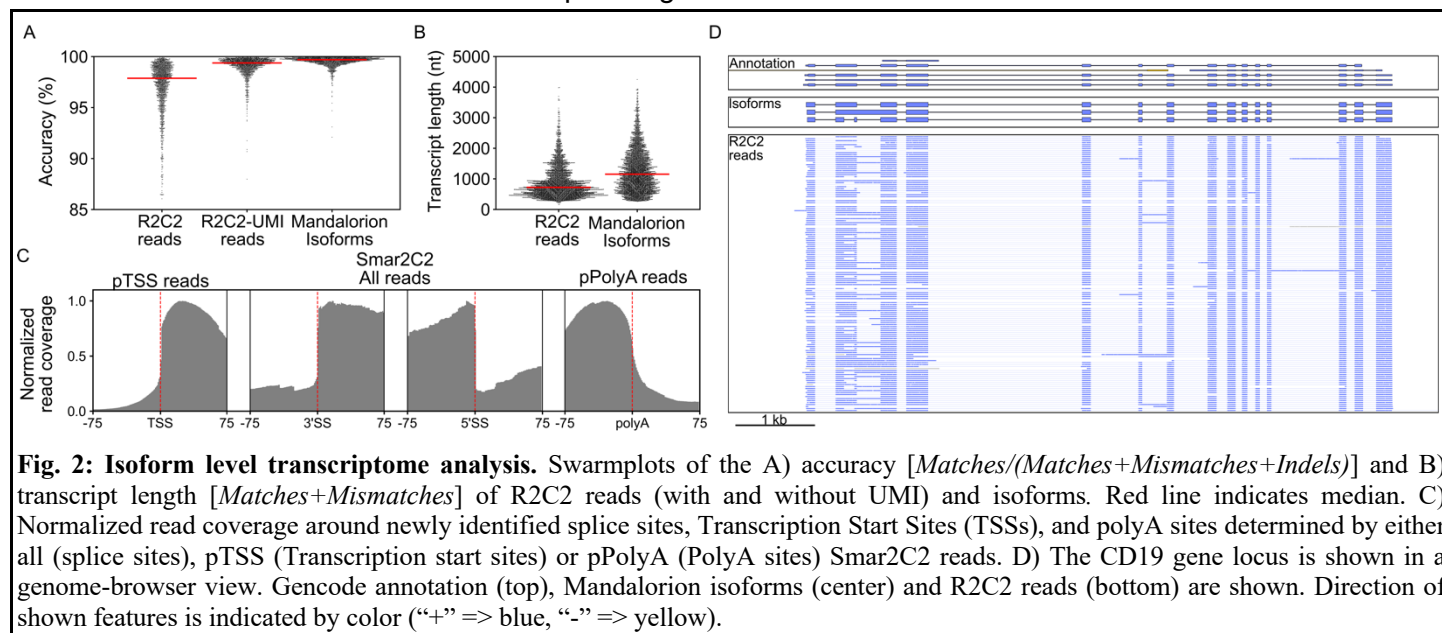 A
B
D
Accuracy (%)
100
95
90
85
R2C2
reads
R2C2-UMI
reads
Mandalorion
Isoforms
Transcript length (nt)
5000
4000
3000
2000
1000
0
R2C2
reads
Mandalorion
Isoforms
Annotation
Isoforms
R2C2
reads
1 kb
C
pTSS reads
Smar2C2
All reads
pPolyA reads
Normalized
read coverage
1.0
0.5
0.0
-75 TSS 75 -75 3'SS 75 -75 5'SS 75 -75 polyA 75
Fig. 2: Isoform level transcriptome analysis. Swarmplots of the A) accuracy [Matches/(Matches+Mismatches+Indels)] and B)
transcript length [Matches+Mismatches] of R2C2 reads (with and without UMI) and isoforms. Red line indicates median. C)
Normalized read coverage around newly identified splice sites, Transcription Start Sites (TSSs), and polyA sites determined by either
all (splice sites), pTSS (Transcription start sites) or pPolyA (PolyA sites) Smar2C2 reads. D) The CD19 gene locus is shown in a
genome-browser view. Gencode annotation (top), Mandalorion isoforms (center) and R2C2 reads (bottom) are shown. Direction of
shown features is indicated by color (“+” => blue, “-” => yellow).